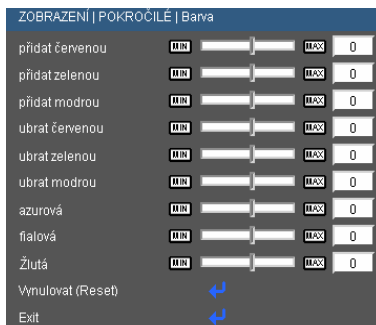 ZOBRAZENÍ | POKROČILÉ | Barva
přidat červenou MIN MAX 0
přidat zelenou MIN MAX 0
přidat modrou MIN MAX 0
ubrat červenou MIN MAX 0
ubrat zelenou MIN MAX 0
ubrat modrou MIN MAX 0
azurová MIN MAX 0
fialová MIN MAX 0
Žlutá MIN MAX 0
Vynulovat (Reset)
Exit